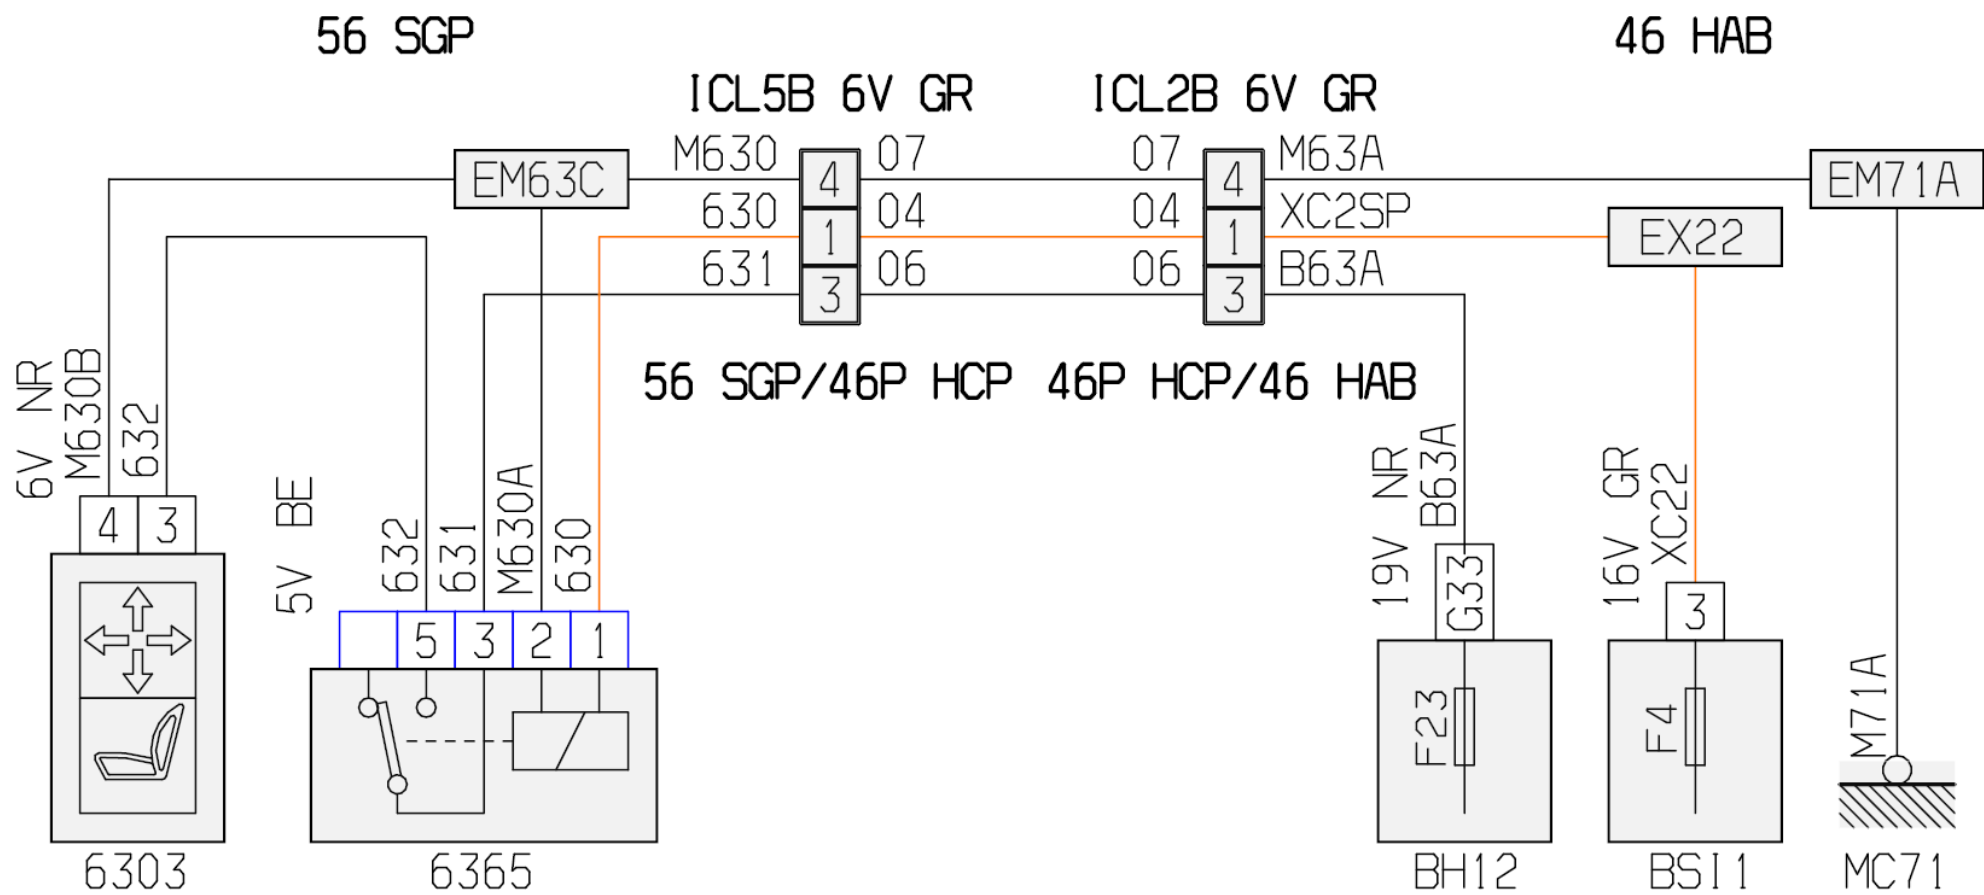 56 SGP
46 HAB
ICL5B 6V GR
ICL2B 6V GR
M630 4 07
07 4 M63A
EM63C
EM71A
630 1 04
04 1 XC2SP
EX22
631 3 06
06 3 B63A
56 SGP/46P HCP
46P HCP/46 HAB
6V NR
M630B
632
4 3
5V BE
632
631
M630A
630
5 3 2 1
19V NR
B63A
G33
F23
16V GR
XC22
3
F4
M71A
6303
6365
BH12
BSI1
MC71